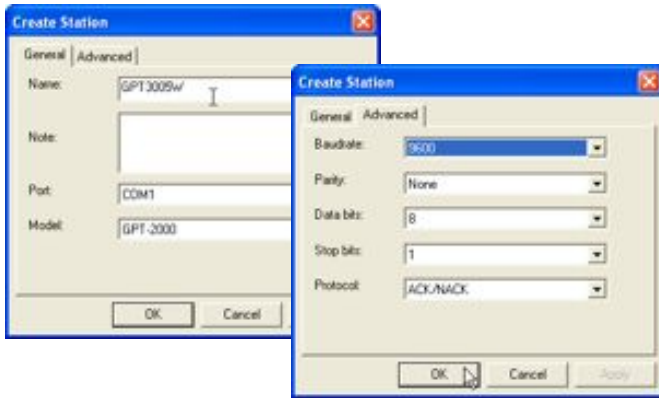 Create Station
General Advanced
Name: GPT3005W
Note:
Port: COM1
Model: GPT-2000
OK Cancel
Create Station
General Advanced
Baudrate: 9600
Parity: None
Data bits: 8
Stop bits: 1
Protocol: ACK/NACK
OK Cancel Apply